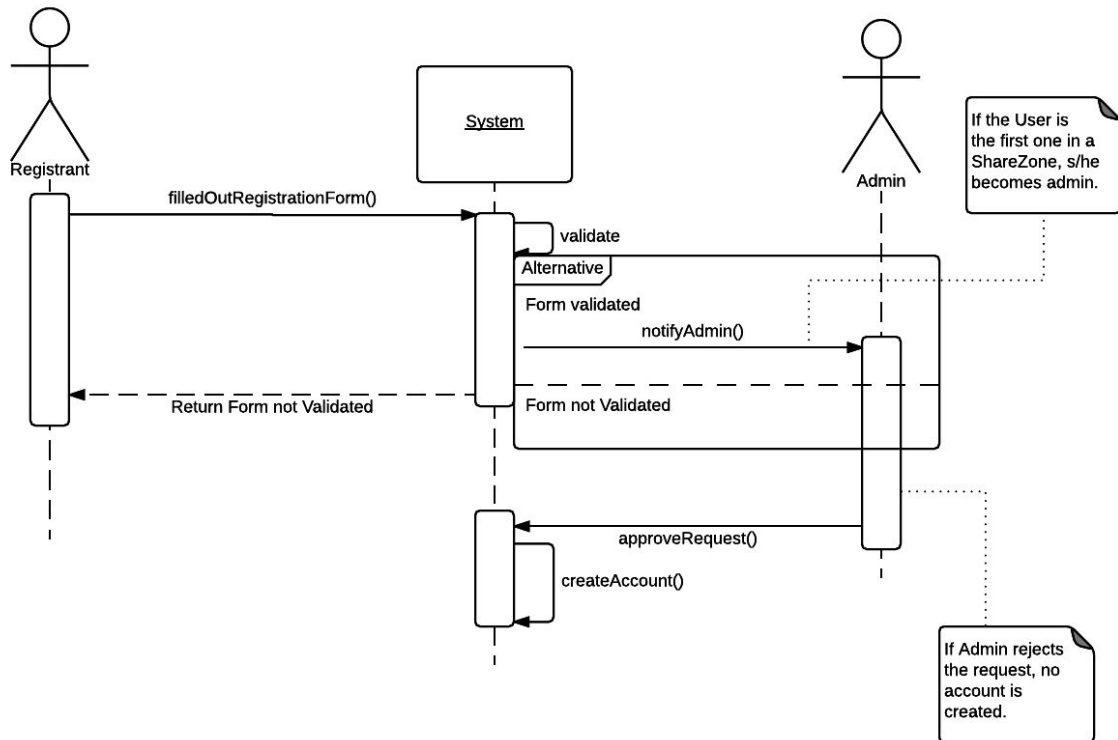 Registrant
System
Admin
If the User is
the first one in a
ShareZone, s/he
becomes admin.
filledOutRegistrationForm()
validate
Alternative
Form validated
notifyAdmin()
Return Form not Validated
Form not Validated
approveRequest()
createAccount()
If Admin rejects
the request, no
account is
created.